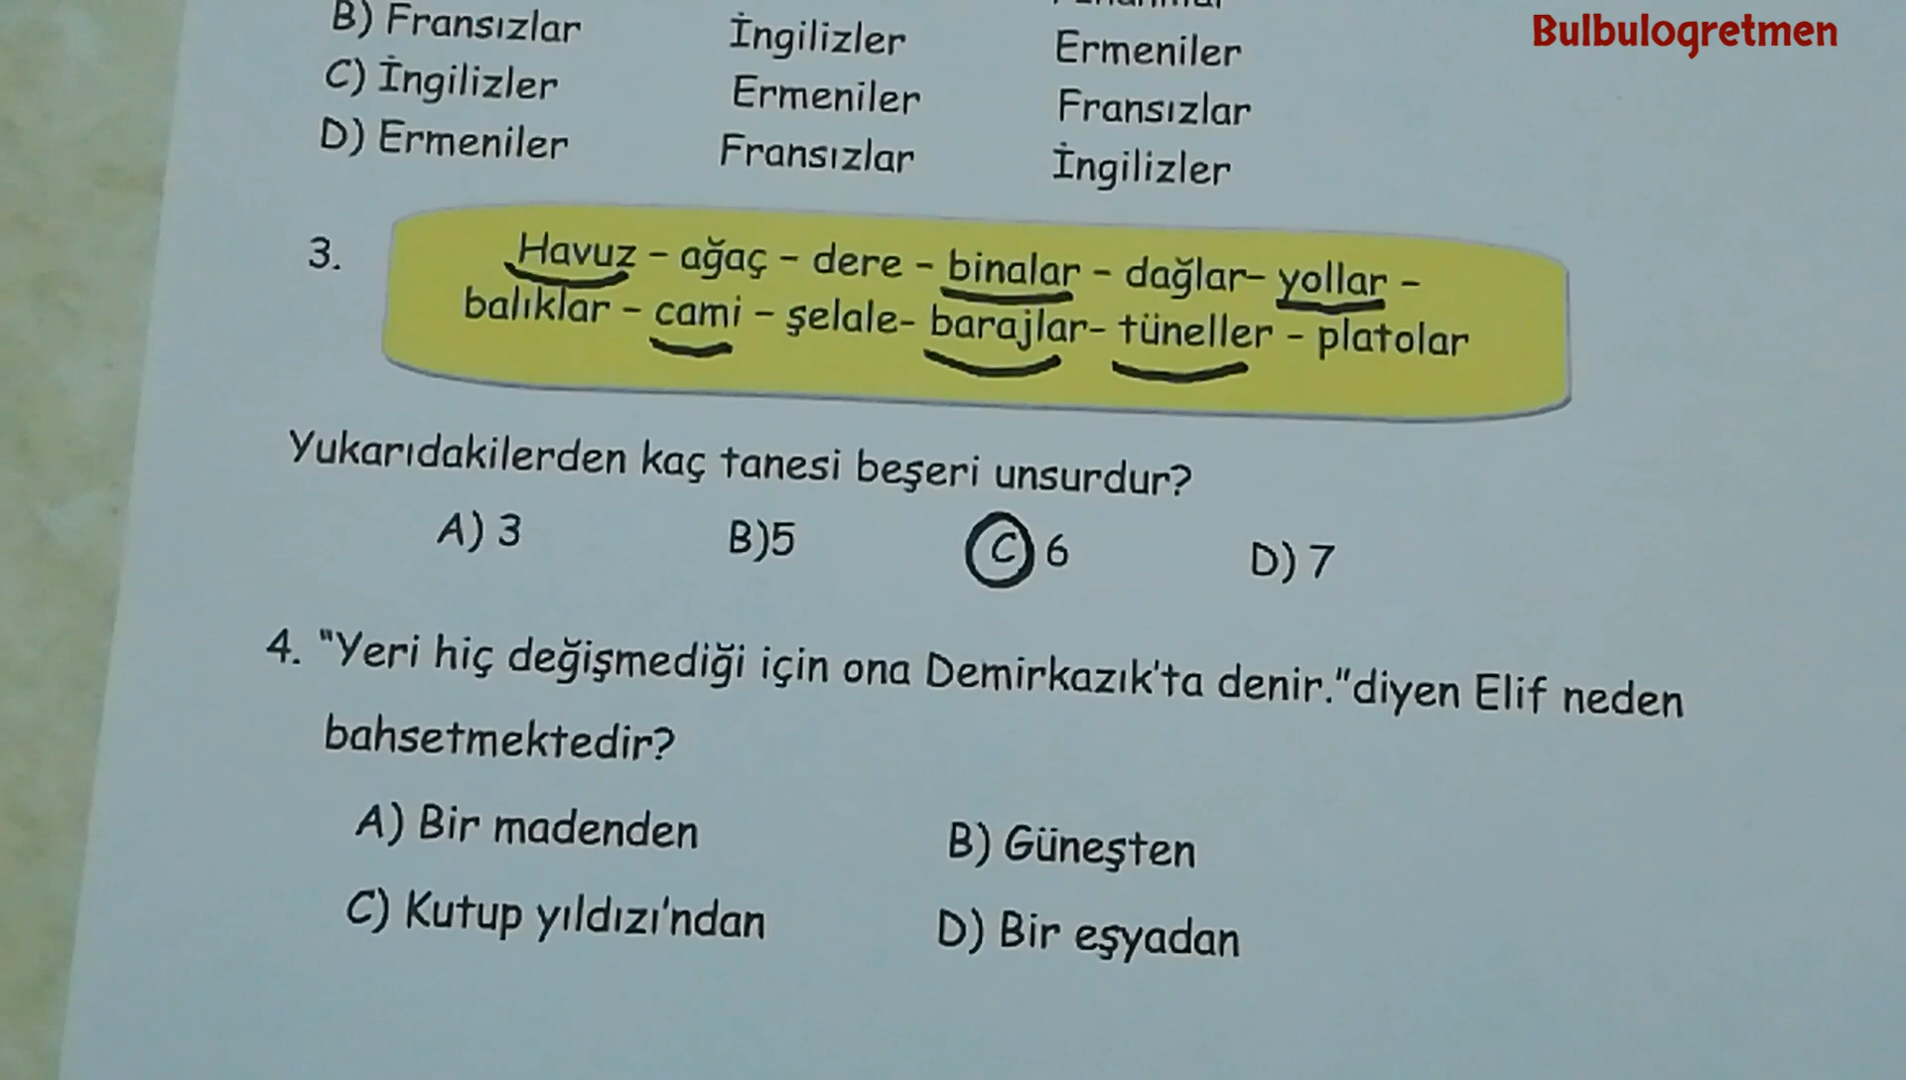 Bulbulogretmen
B) Fransızlar İngilizler Ermeniler
C) İngilizler Ermeniler Fransızlar
D) Ermeniler Fransızlar İngilizler
3. Havuz - ağaç - dere - binalar - dağlar- yollar -
balıklar - cami - şelale- barajlar- tüneller - platolar
Yukarıdakilerden kaç tanesi beşeri unsurdur?
A) 3 B)5 C) 6 D) 7
4. "Yeri hiç değişmediği için ona Demirkazık'ta denir."diyen Elif neden
bahsetmektedir?
A) Bir madenden B) Güneşten
C) Kutup yıldızı'ndan D) Bir eşyadan